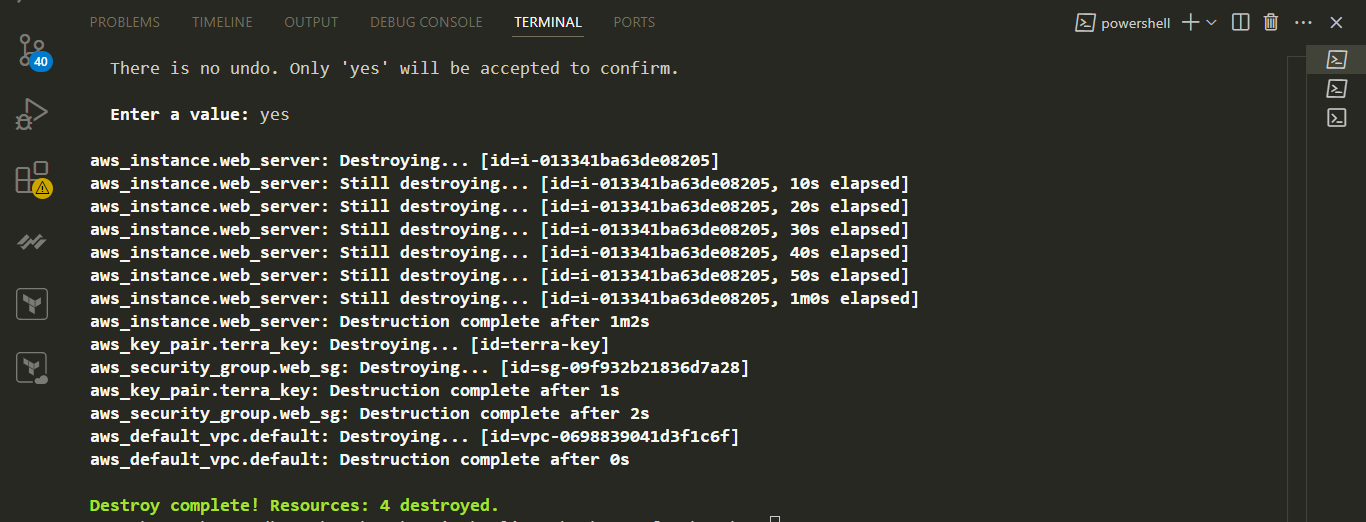 PROBLEMS TIMELINE OUTPUT DEBUG CONSOLE TERMINAL PORTS powershell
40
There is no undo. Only 'yes' will be accepted to confirm.
Enter a value: yes
aws_instance.web_server: Destroying... [id=i-013341ba63de08205]
aws_instance.web_server: Still destroying... [id=i-013341ba63de08205, 10s elapsed]
aws_instance.web_server: Still destroying... [id=i-013341ba63de08205, 20s elapsed]
aws_instance.web_server: Still destroying... [id=i-013341ba63de08205, 30s elapsed]
aws_instance.web_server: Still destroying... [id=i-013341ba63de08205, 40s elapsed]
aws_instance.web_server: Still destroying... [id=i-013341ba63de08205, 50s elapsed]
aws_instance.web_server: Still destroying... [id=i-013341ba63de08205, 1m0s elapsed]
aws_instance.web_server: Destruction complete after 1m2s
aws_key_pair.terra_key: Destroying... [id=terra-key]
aws_security_group.web_sg: Destroying... [id=sg-09f932b21836d7a28]
aws_key_pair.terra_key: Destruction complete after 1s
aws_security_group.web_sg: Destruction complete after 2s
aws_default_vpc.default: Destroying... [id=vpc-0698839041d3f1c6f]
aws_default_vpc.default: Destruction complete after 0s
Destroy complete! Resources: 4 destroyed.